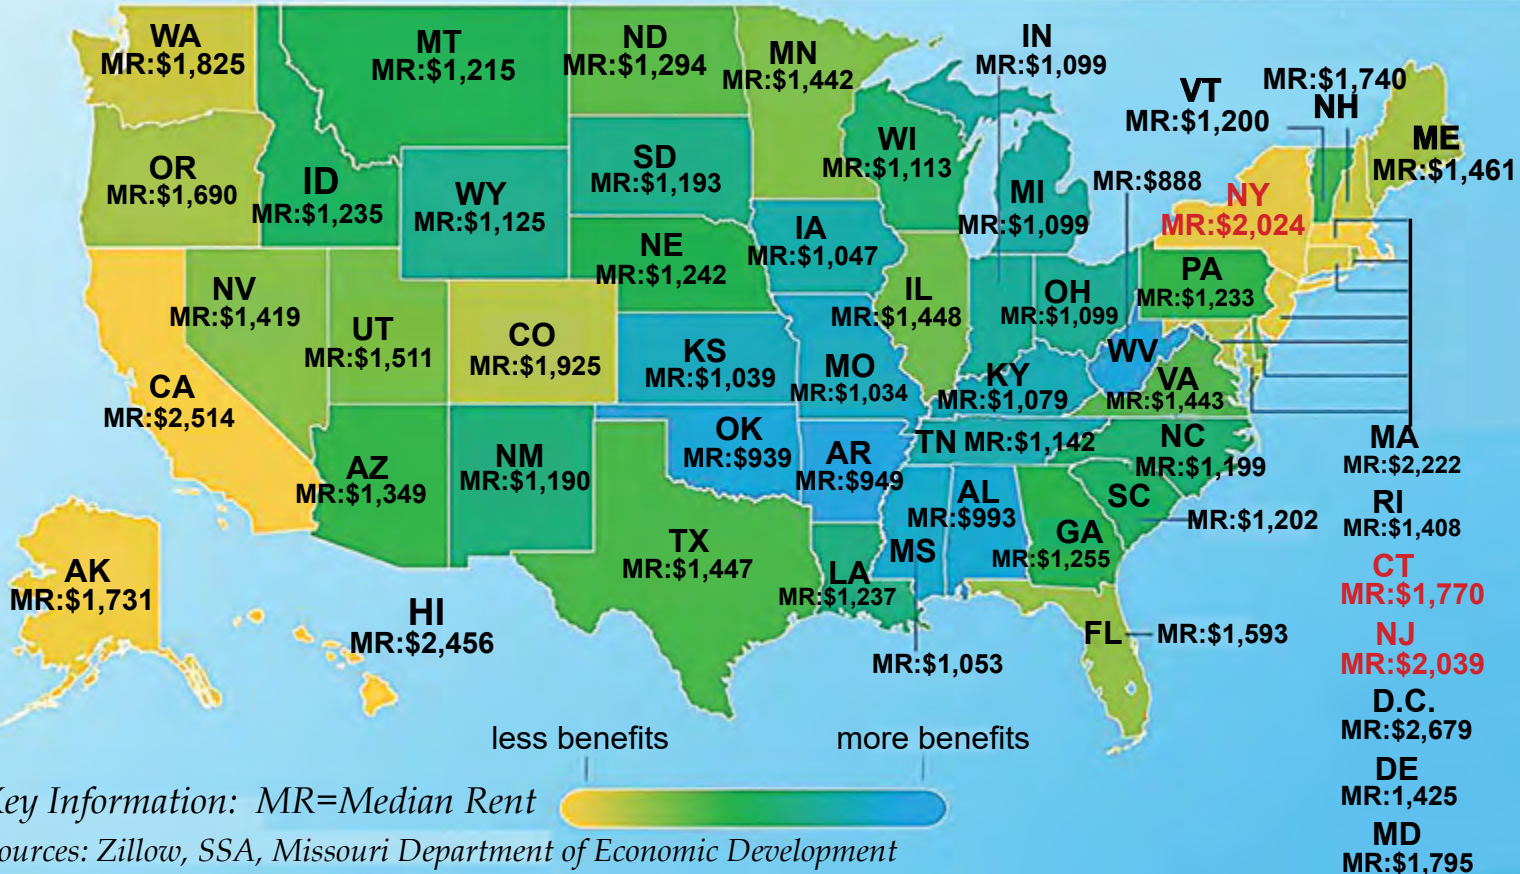 WA
MR:$1,825
MT
MR:$1,215
ND
MR:$1,294
MN
MR:$1,442
IN
MR:$1,099
VT
MR:$1,200
MR:$1,740
NH
ME
MR:$1,461
OR
MR:$1,690
ID
MR:$1,235
WY
MR:$1,125
SD
MR:$1,193
WI
MR:$1,113
MI
MR:$1,099
MR:$888
NY
MR:$2,024
NE
MR:$1,242
IA
MR:$1,047
NV
MR:$1,419
UT
MR:$1,511
CO
MR:$1,925
IL
MR:$1,448
OH
MR:$1,099
PA
MR:$1,233
CA
MR:$2,514
KS
MR:$1,039
MO
MR:$1,034
KY
MR:$1,079
WV
VA
MR:$1,443
AZ
MR:$1,349
NM
MR:$1,190
OK
MR:$939
AR
MR:$949
TN MR:$1,142
NC
MR:$1,199
SC
MR:$1,202
AL
MR:$993
MS
GA
MR:$1,255
TX
MR:$1,447
LA
MR:$1,237
MR:$1,053
FL
MR:$1,593
AK
MR:$1,731
HI
MR:$2,456
MA
MR:$2,222
RI
MR:$1,408
CT
MR:$1,770
NJ
MR:$2,039
D.C.
MR:$2,679
DE
MR:1,425
MD
MR:$1,795
less benefits
more benefits
ey Information: MR=Median Rent
ources: Zillow, SSA, Missouri Department of Economic Development